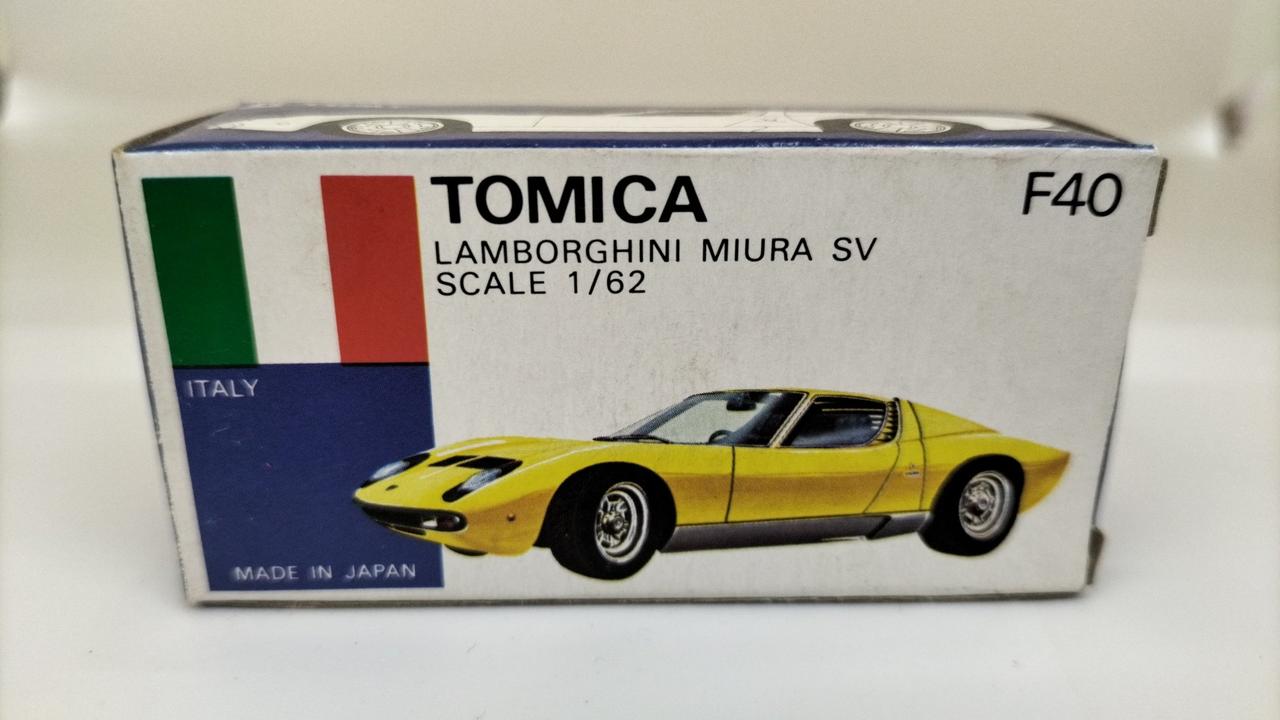 TOMICA
F40
LAMBORGHINI MIURA SV
SCALE 1/62
ITALY
MADE IN JAPAN